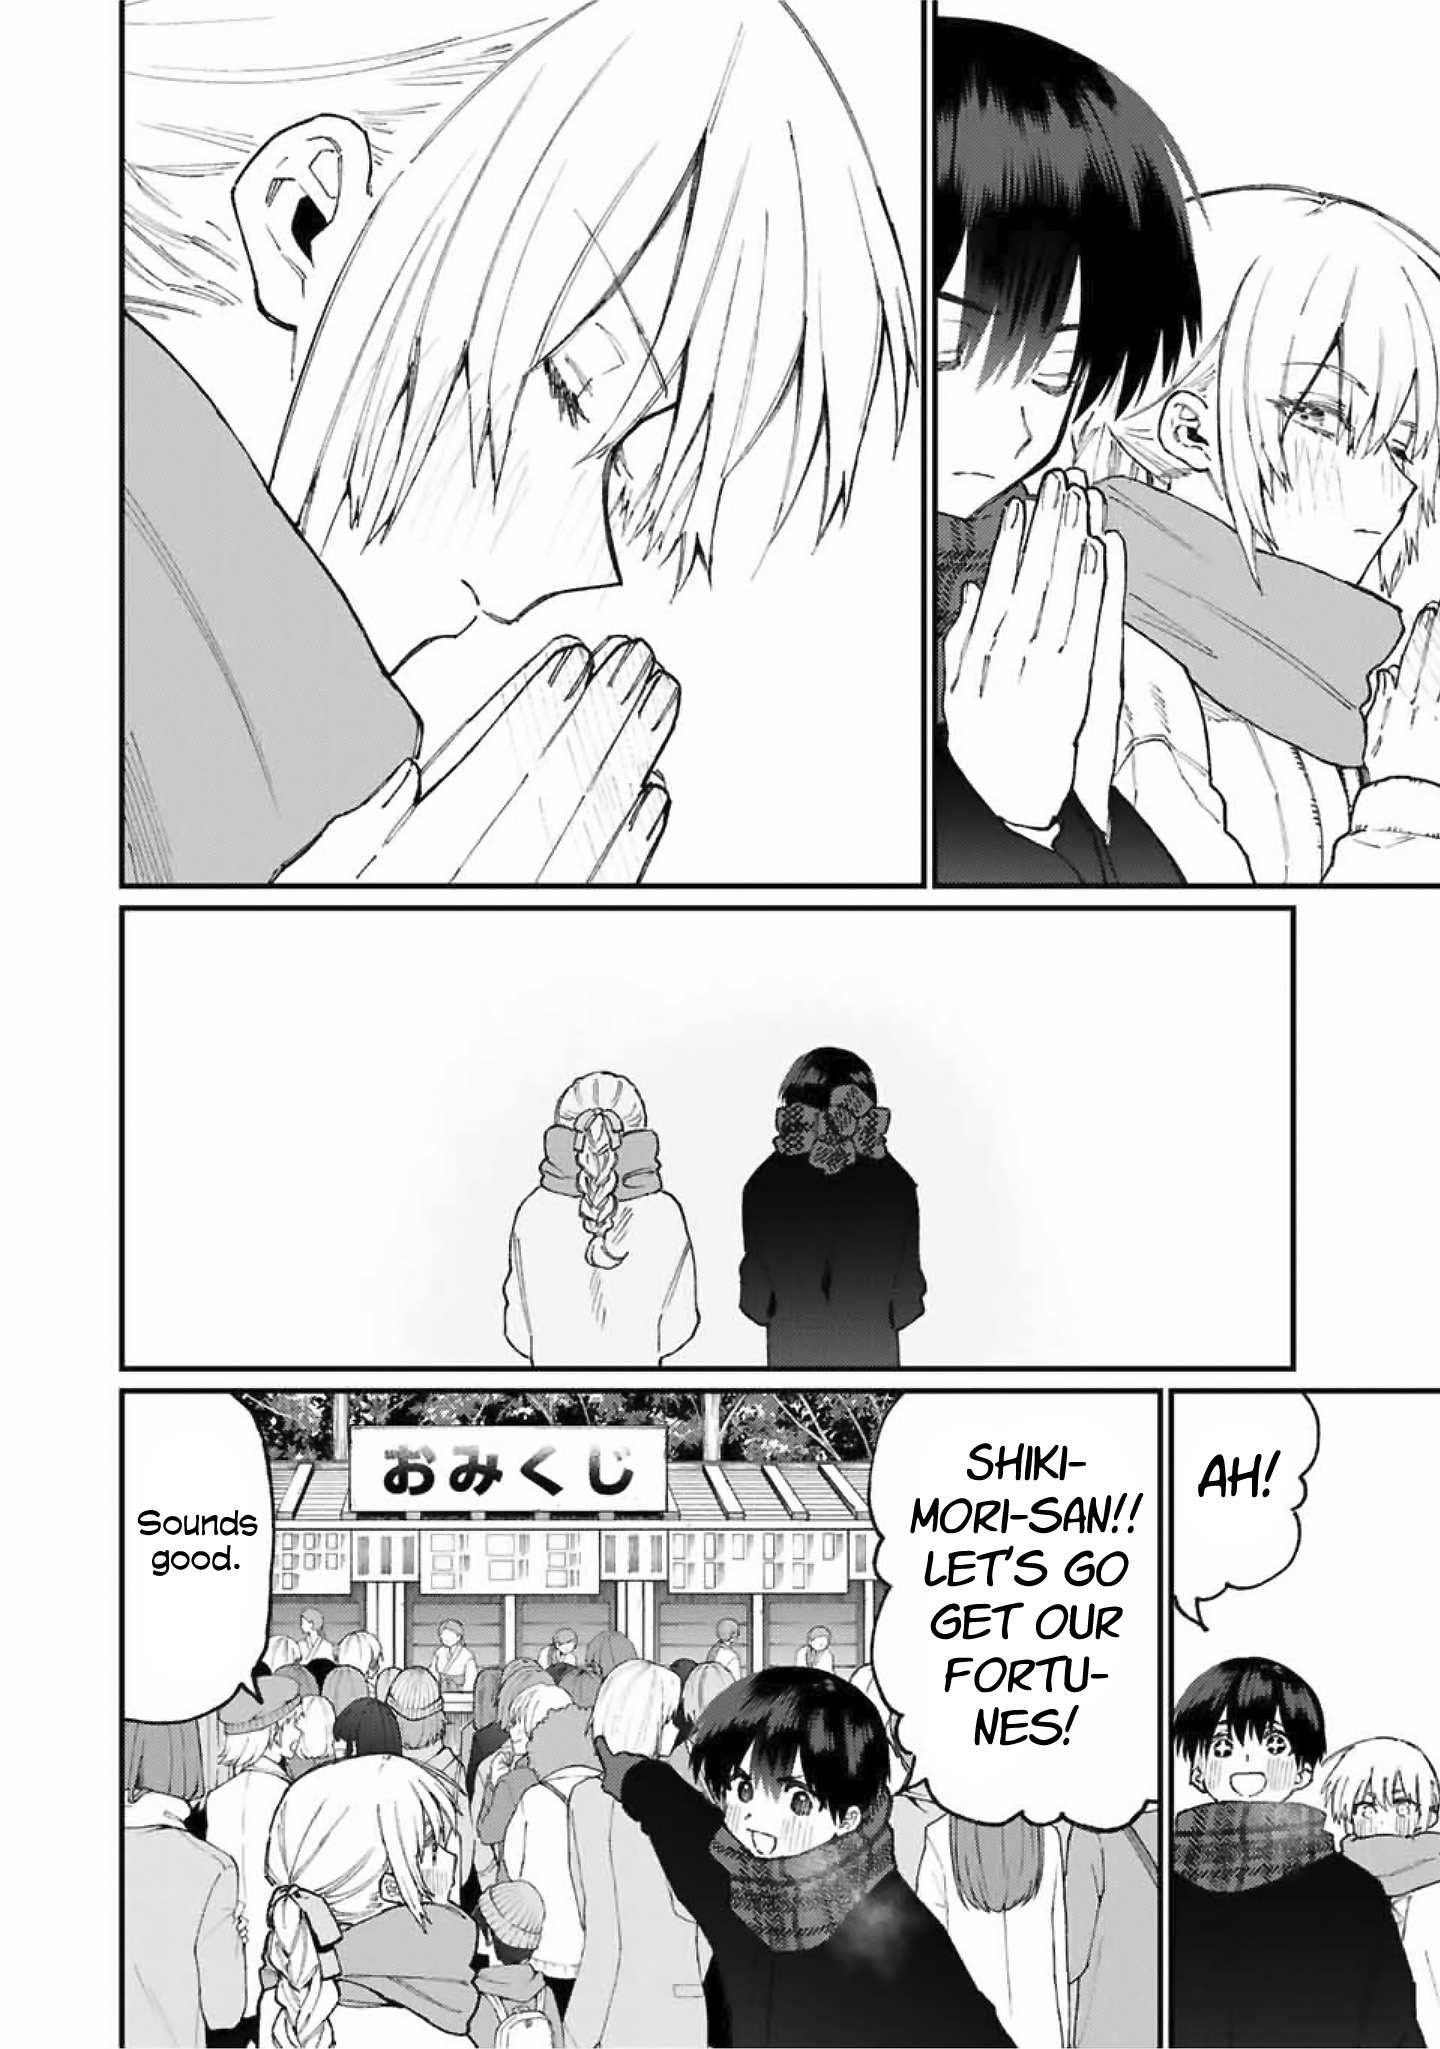 AH!
SHIKI-
MORI-SAN!!
LET'S GO
GET OUR
FORTU-
NES!
おみくじ
Sounds
good.